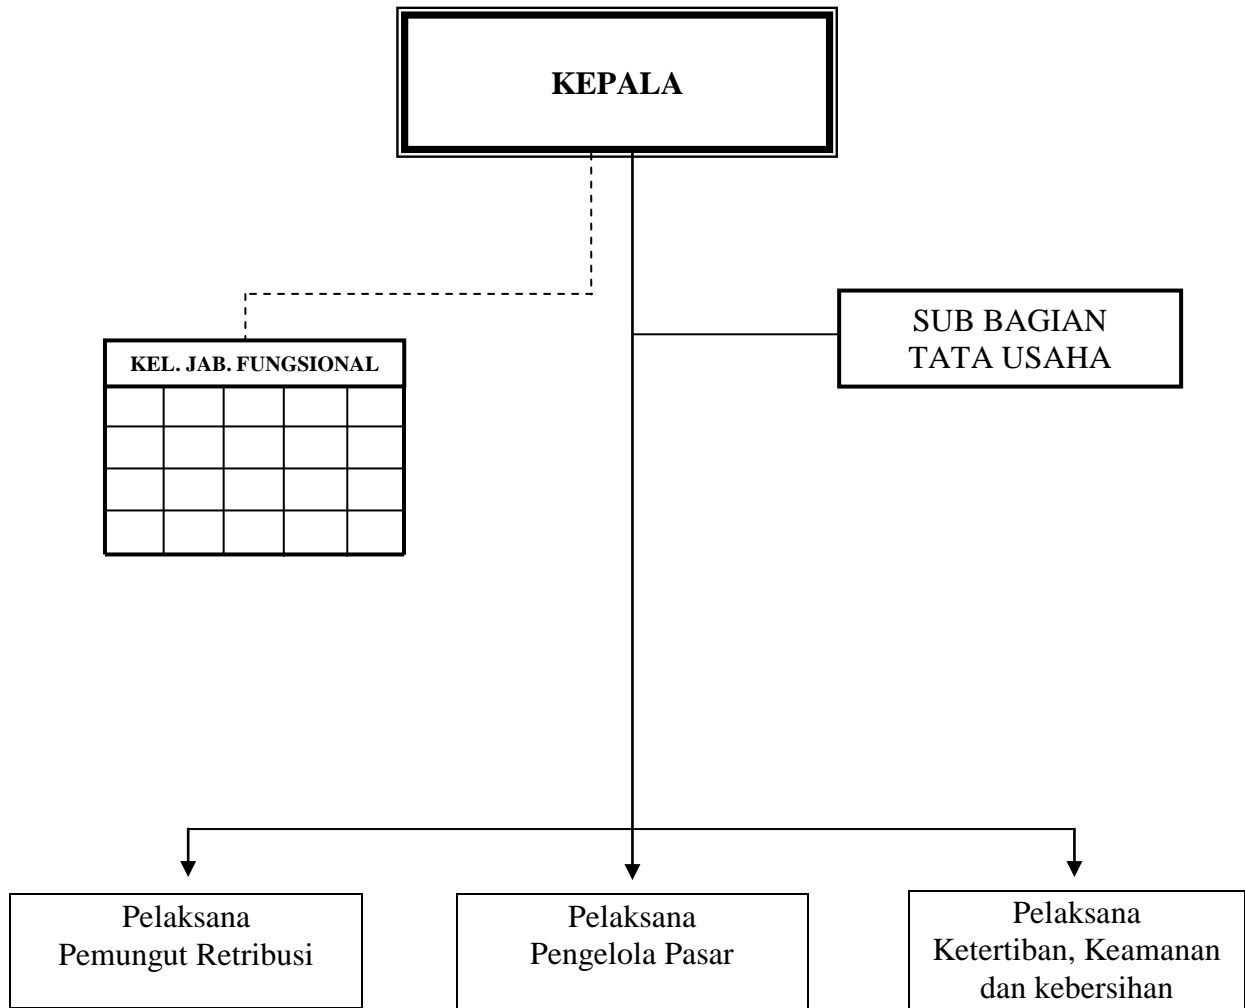 KEPALA
SUB BAGIAN
TATA USAHA
KEL. JAB. FUNGSIONAL
Pelaksana
Pemungut Retribusi
Pelaksana
Pengelola Pasar
Pelaksana
Ketertiban, Keamanan
dan kebersihan